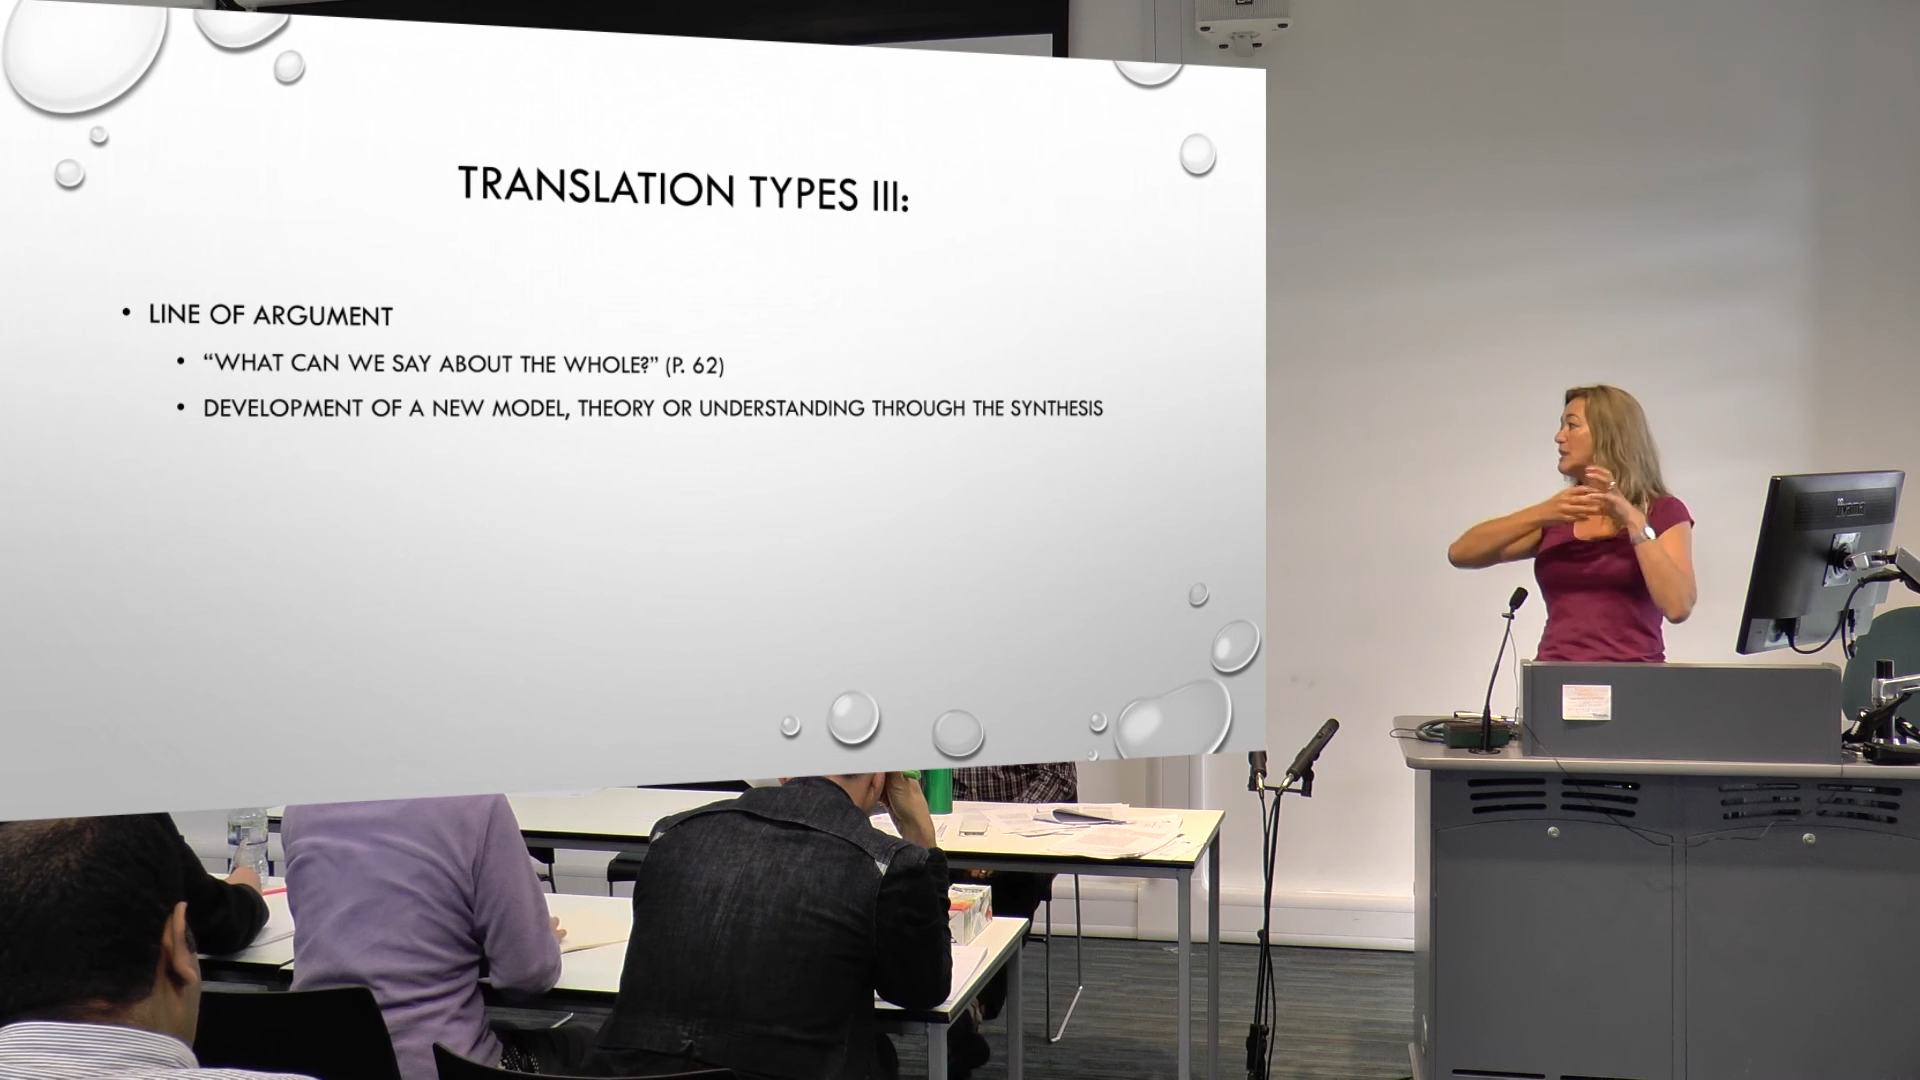 TRANSLATION TYPES III:
• LINE OF ARGUMENT
• “WHAT CAN WE SAY ABOUT THE WHOLE?” (P. 62)
• DEVELOPMENT OF A NEW MODEL, THEORY OR UNDERSTANDING THROUGH THE SYNTHESIS